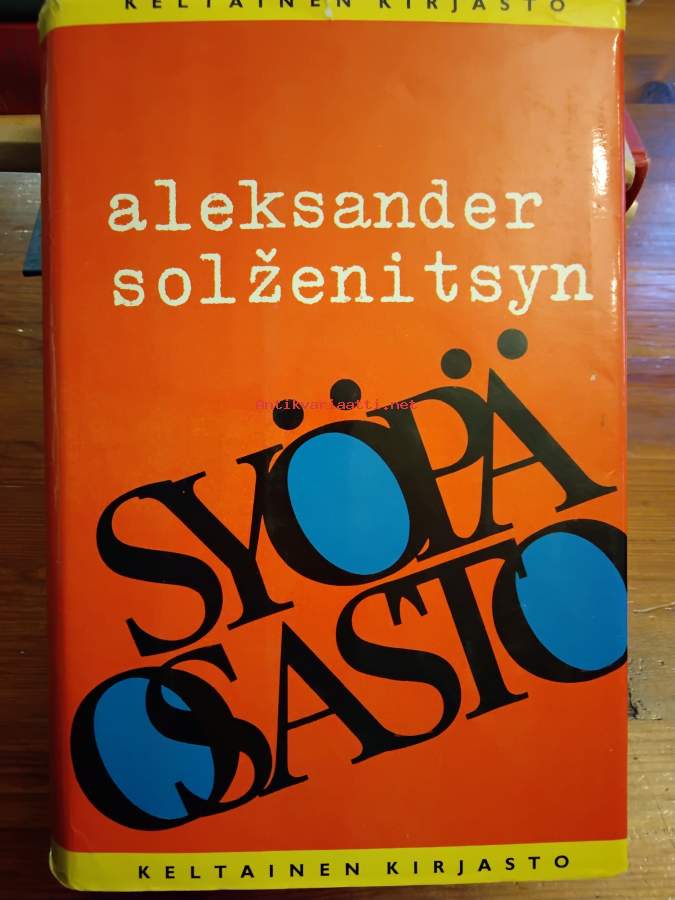 KELTAINEN KIRJASTO
aleksander
solženitsyn
Antikvariaatti.net
SYÖPÄ
OSASTO
KELTAINEN KIRJASTO